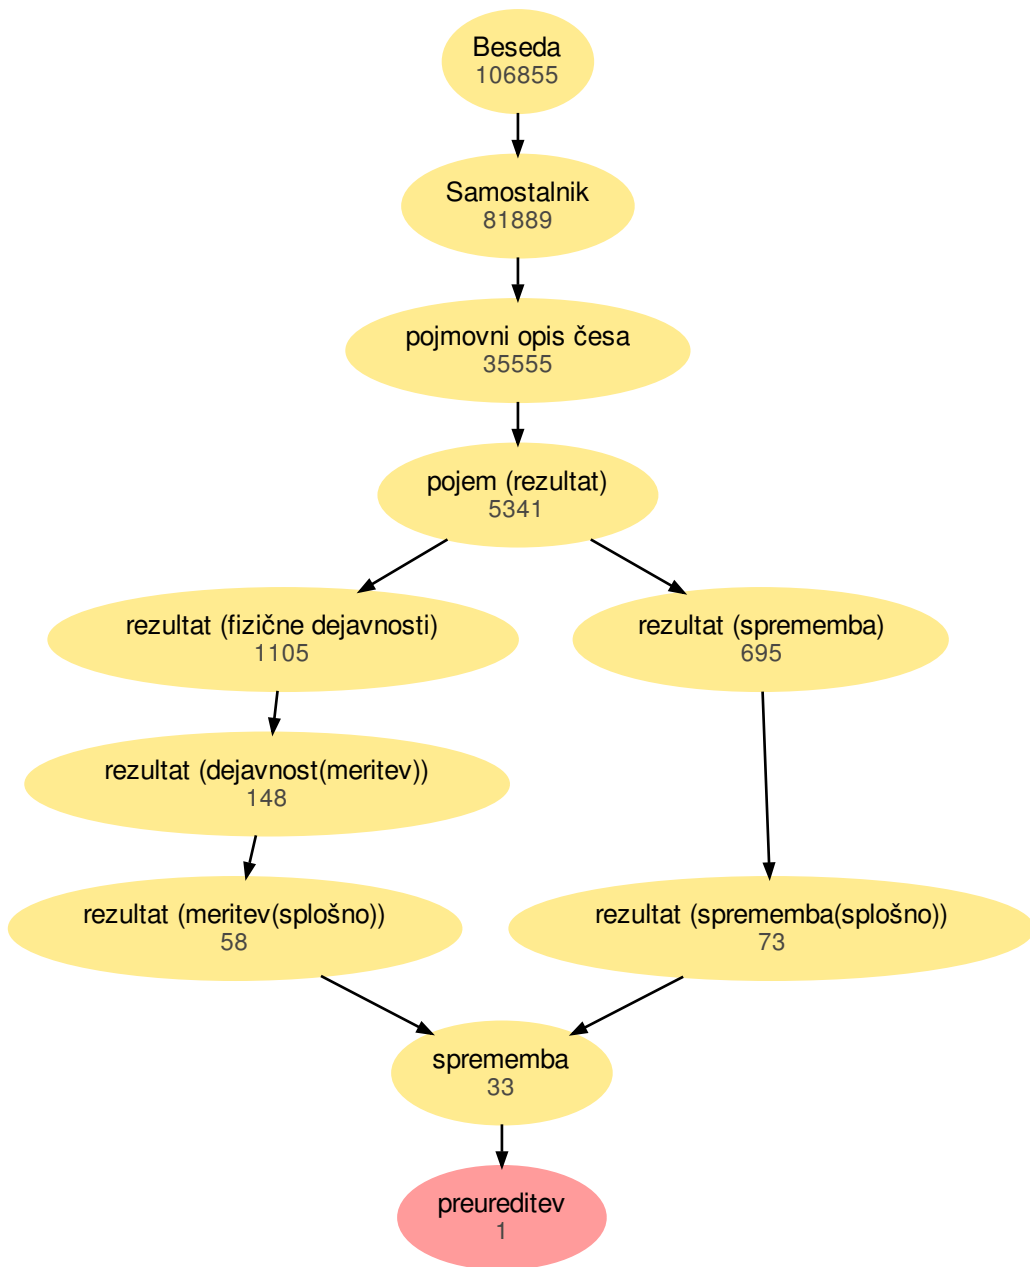 Beseda
106855
Samostalnik
81889
pojmovni opis česa
35555
pojem (rezultat)
5341
rezultat (fizične dejavnosti)
1105
rezultat (sprememba)
695
rezultat (dejavnost(meritev))
148
rezultat (meritev(splošno))
58
rezultat (sprememba(splošno))
73
sprememba
33
preureditev
1